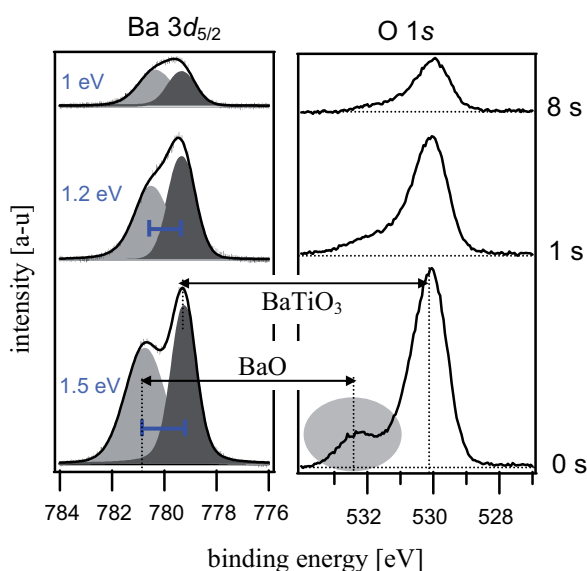 Ba 3d5/2
O 1s
1 eV
8 s
1.2 eV
1 s
BaTiO3
BaO
1.5 eV
0 s
intensity [a-u]
784 782 780 778 776
532 530 528
binding energy [eV]